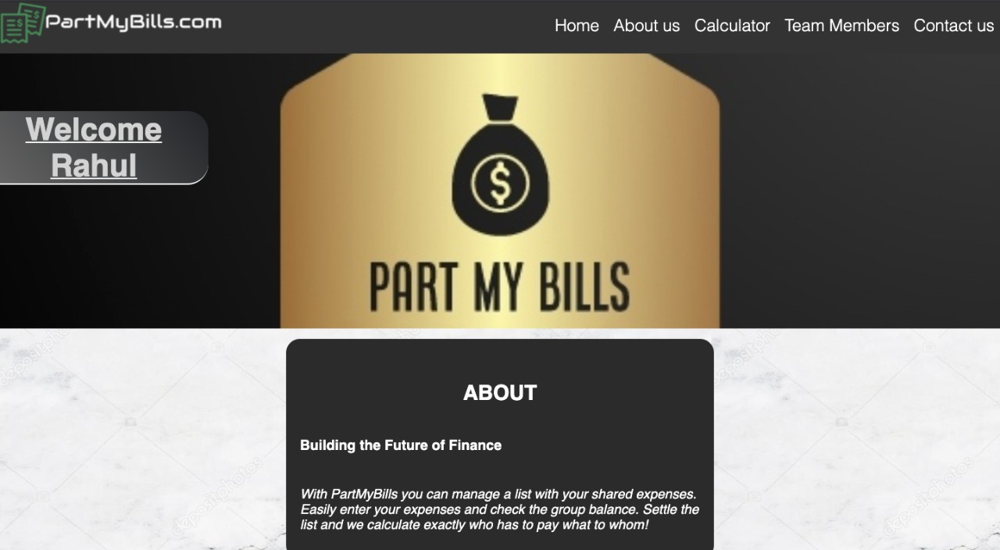 PartMyBills.com
Home About us Calculator Team Members Contact us
Welcome
Rahul
$
PART MY BILLS
ABOUT
Building the Future of Finance
With PartMyBills you can manage a list with your shared expenses.
Easily enter your expenses and check the group balance. Settle the
list and we calculate exactly who has to pay what to whom!
depositphotos
depositphotos